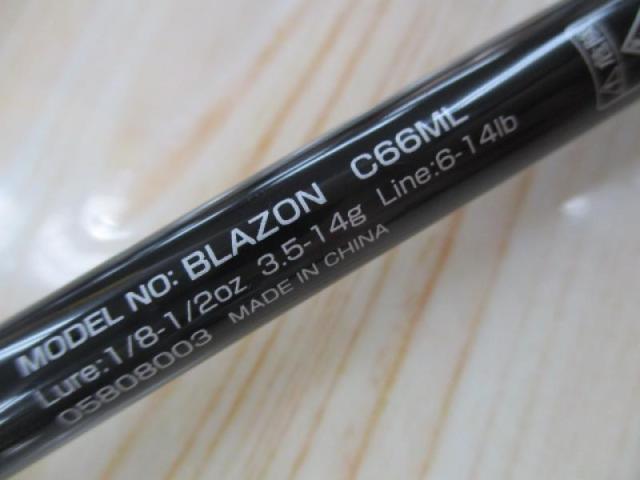 MODEL NO: BLAZON C66ML
Lure:1/8-1/2oz 3.5-14g Line:6-14lb
05808003 MADE IN CHINA